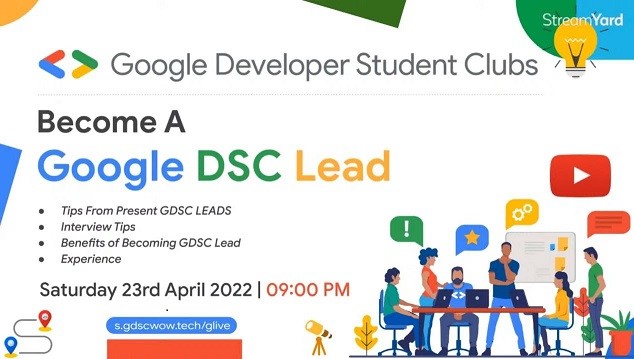 StreamYard
Google Developer Student Clubs
Become A
Google DSC Lead
Tips From Present GDSC LEADS
Interview Tips
Benefits of Becoming GDSC Lead
Experience
Saturday 23rd April 2022 | 09:00 PM
s.gdscwow.tech/glive
!